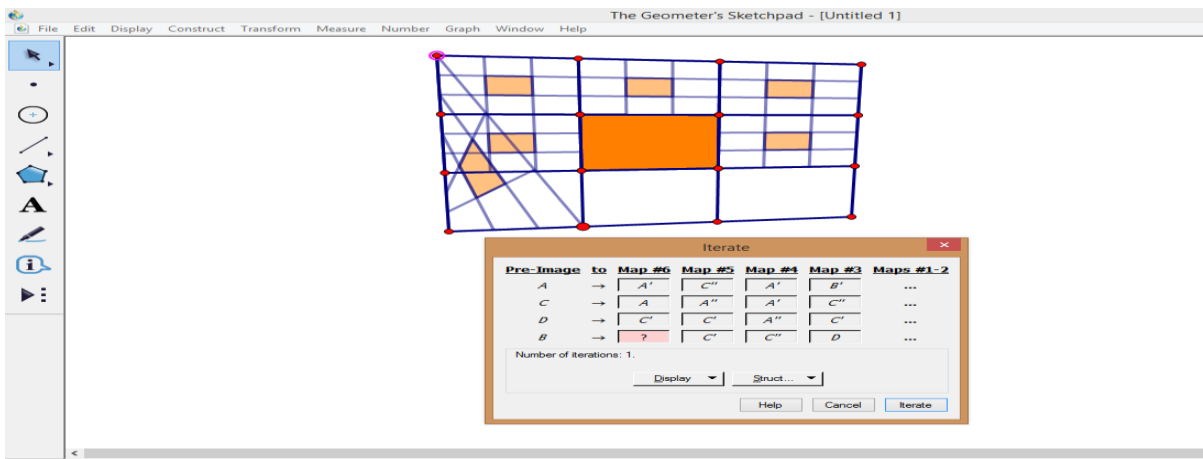 The Geometer's Sketchpad - [Untitled 1]
File Edit Display Construct Transform Measure Number Graph Window Help
A
Iterate
Pre-Image to Map #6 Map #5 Map #4 Map #3 Maps #1-2
A → A' C'' A' B' ...
C → A A'' A' C'' ...
D → C' C' A'' C' ...
B → ? C' C'' D ...
Number of iterations: 1.
Display Struct...
Help Cancel Iterate